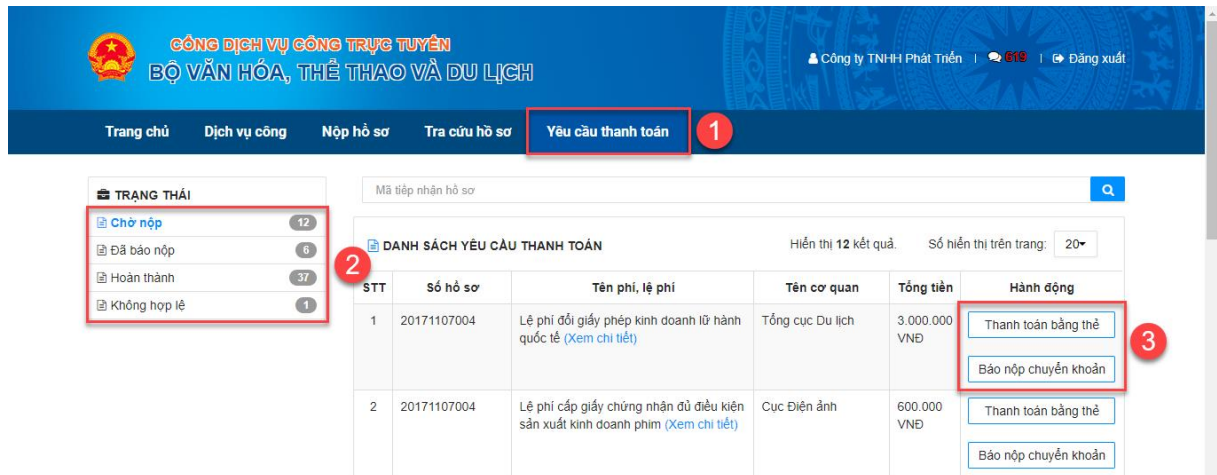 CỔNG DỊCH VỤ CÔNG TRỰC TUYẾN
BỘ VĂN HÓA, THỂ THAO VÀ DU LỊCH
Công ty TNHH Phát Triển | 615 | Đăng xuất
Trang chủ Dịch vụ công Nộp hồ sơ Tra cứu hồ sơ Yêu cầu thanh toán 1
TRẠNG THÁI
Chờ nộp 12
Đã báo nộp 6
Hoàn thành 37
Không hợp lệ 1
2
Mã tiếp nhận hồ sơ
DANH SÁCH YÊU CẦU THANH TOÁN Hiển thị 12 kết quả. Số hiển thị trên trang: 20
STT Số hồ sơ Tên phí, lệ phí Tên cơ quan Tổng tiền Hành động
1 20171107004 Lệ phí đổi giấy phép kinh doanh lữ hành Tổng cục Du lịch 3.000.000 Thanh toán bằng thẻ
quốc tế (Xem chi tiết) VNĐ
3
Báo nộp chuyển khoản
2 20171107004 Lệ phí cấp giấy chứng nhận đủ điều kiện Cục Điện ảnh 600.000 Thanh toán bằng thẻ
sản xuất kinh doanh phim (Xem chi tiết) VNĐ
Báo nộp chuyển khoản